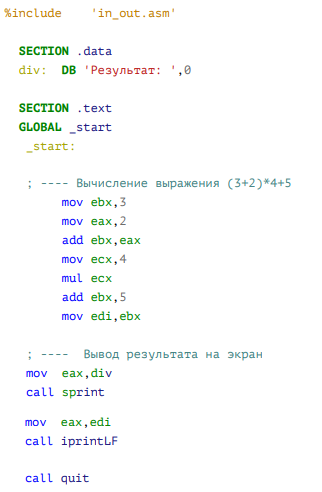 %include    'in_out.asm'
SECTION .data
div:  DB 'Результат: ',0
SECTION .text
GLOBAL _start
_start:
; ---- Вычисление выражения (3+2)*4+5
mov ebx,3
mov eax,2
add ebx,eax
mov ecx,4
mul ecx
add ebx,5
mov edi,ebx
; ----  Вывод результата на экран
mov  eax,div
call sprint
mov  eax,edi
call iprintLF
call quit